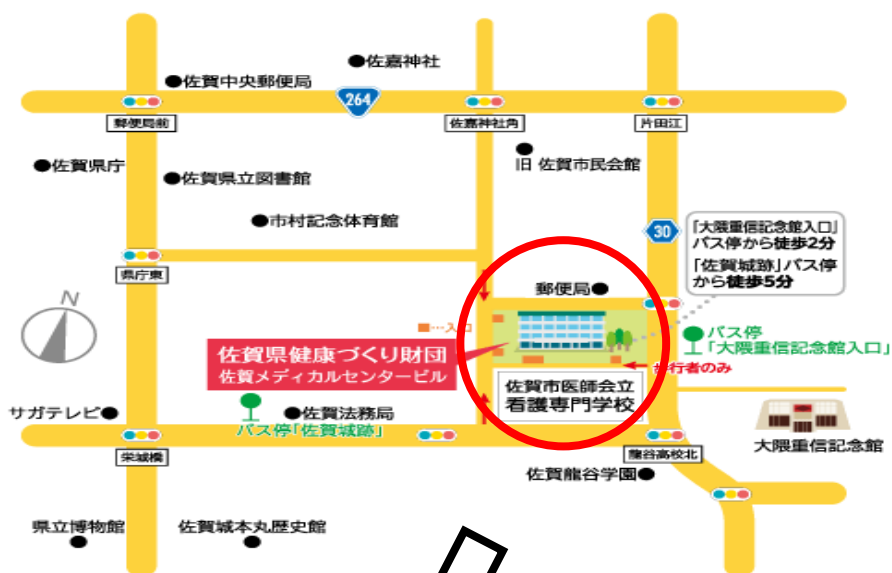 佐嘉神社
佐賀中央郵便局
264
郵便局前
佐嘉神社角
片田江
佐賀県庁
佐賀県立図書館
旧 佐賀市民会館
市村記念体育館
30
「大隈重信記念館入口」
バス停から徒歩2分
「佐賀城跡」バス停
から徒歩5分
県庁東
N
郵便局
…入口
バス停
「大隈重信記念館入口」
佐賀県健康づくり財団
佐賀メディカルセンタービル
歩行者のみ
佐賀市医師会立
看護専門学校
サガテレビ
バス停「佐賀城跡」
佐賀法務局
大隈重信記念館
栄城橋
龍谷高校北
佐賀龍谷学園
県立博物館
佐賀城本丸歴史館